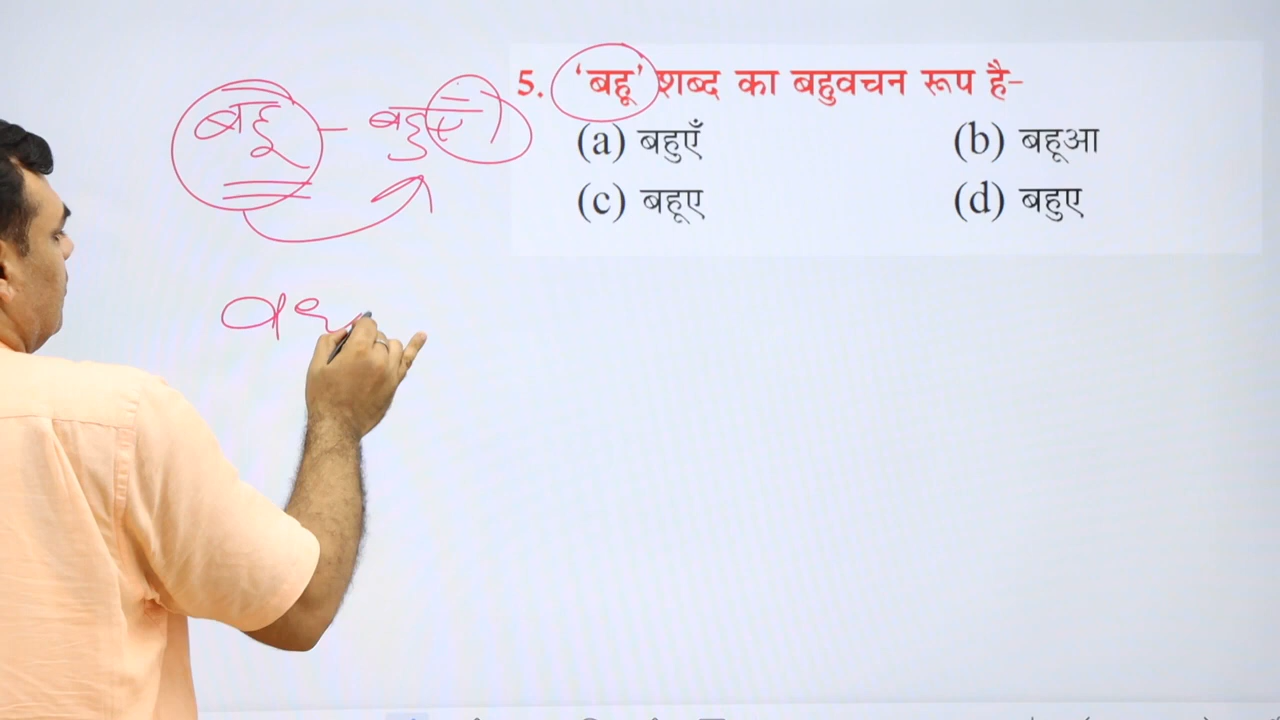 5. 'बहू' शब्द का बहुवचन रूप है-
(a) बहुएँ (b) बहूआ
(c) बहूए (d) बहुए
बहू – बहुएँ